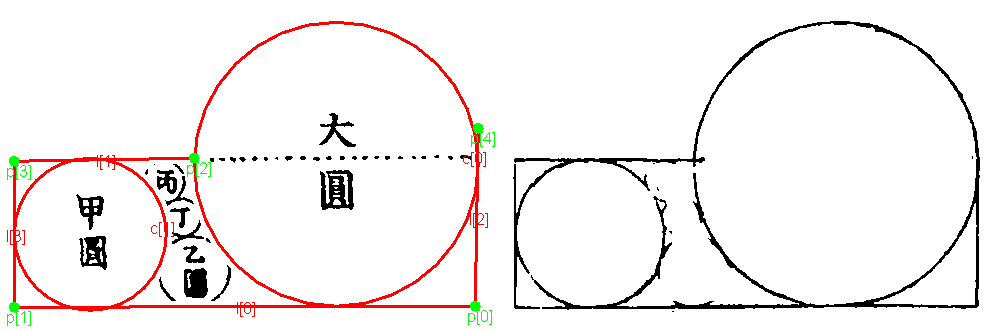 大
圓
甲
圓
丙
丁
乙
圓
p[0]
p[1]
p[2]
p[3]
p[4]
l[0]
l[1]
l[2]
l[3]
c[0]
c[1]